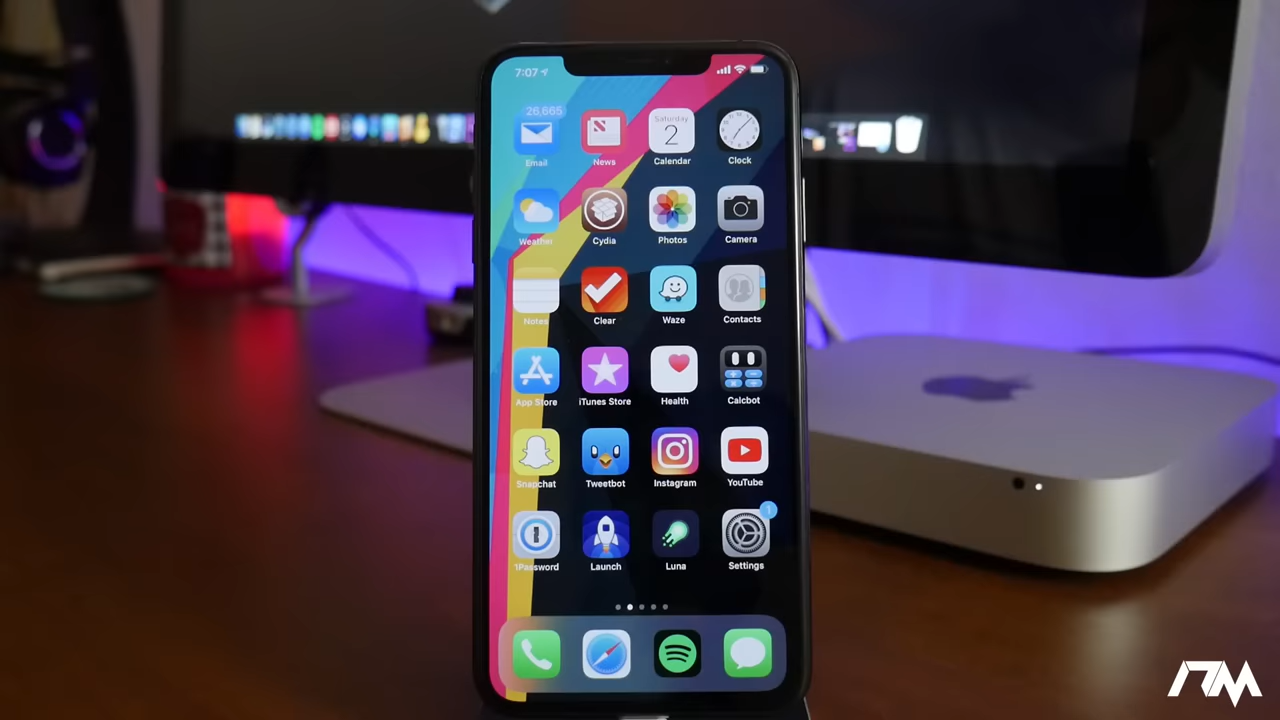 7:07
26,665
Email
News
Saturday
2
Calendar
Clock
Weather
Cydia
Photos
Camera
Notes
Clear
Waze
Contacts
App Store
iTunes Store
Health
Calcbot
Snapchat
Tweetbot
Instagram
YouTube
1
1Password
Launch
Luna
Settings